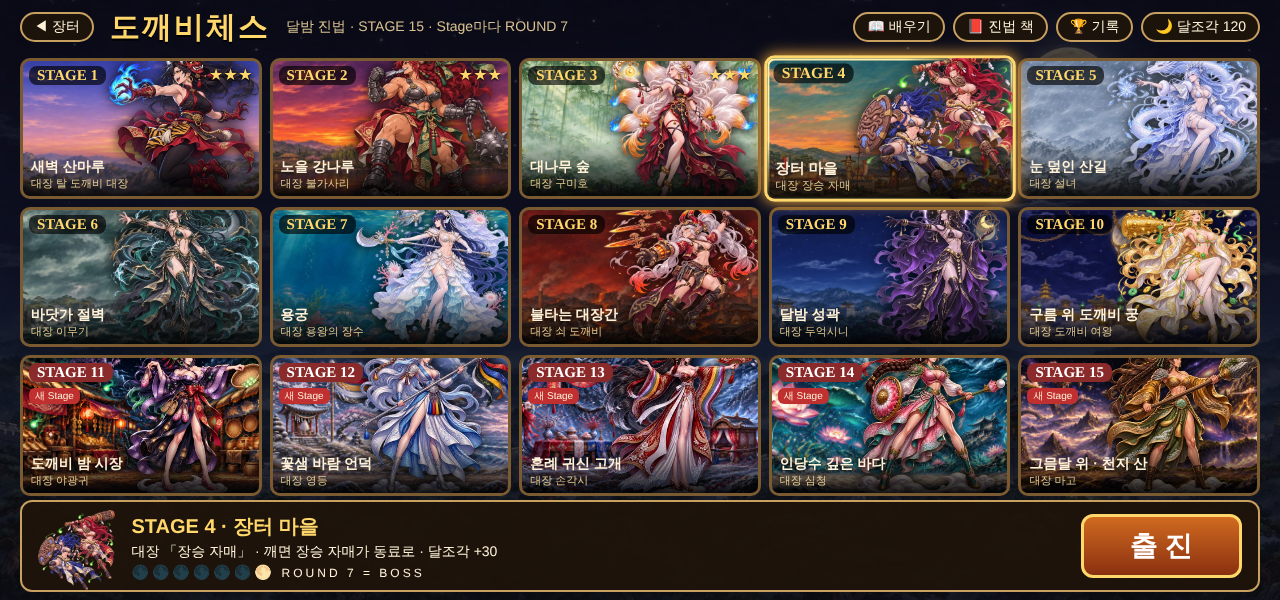 ◀ 장터
도깨비체스
달밤 진법 · STAGE 15 · Stage마다 ROUND 7
📖 배우기
📕 진법 책
🏆 기록
🌙 달조각 120
STAGE 1
★★★
새벽 산마루
대장 탈 도깨비 대장
STAGE 2
★★★
노을 강나루
대장 불가사리
STAGE 3
★★★
대나무 숲
대장 구미호
STAGE 4
장터 마을
대장 장승 자매
STAGE 5
눈 덮인 산길
대장 설녀
STAGE 6
바닷가 절벽
대장 이무기
STAGE 7
용궁
대장 용왕의 장수
STAGE 8
불타는 대장간
대장 쇠 도깨비
STAGE 9
달밤 성곽
대장 두억시니
STAGE 10
구름 위 도깨비 궁
대장 도깨비 여왕
STAGE 11
새 Stage
도깨비 밤 시장
대장 야광귀
STAGE 12
새 Stage
꽃샘 바람 언덕
대장 영등
STAGE 13
새 Stage
혼례 귀신 고개
대장 손각시
STAGE 14
새 Stage
인당수 깊은 바다
대장 심청
STAGE 15
새 Stage
그믐달 위 · 천지 산
대장 마고
STAGE 4 · 장터 마을
대장 「장승 자매」 · 깨면 장승 자매가 동료로 · 달조각 +30
ROUND 7 = BOSS
출 진